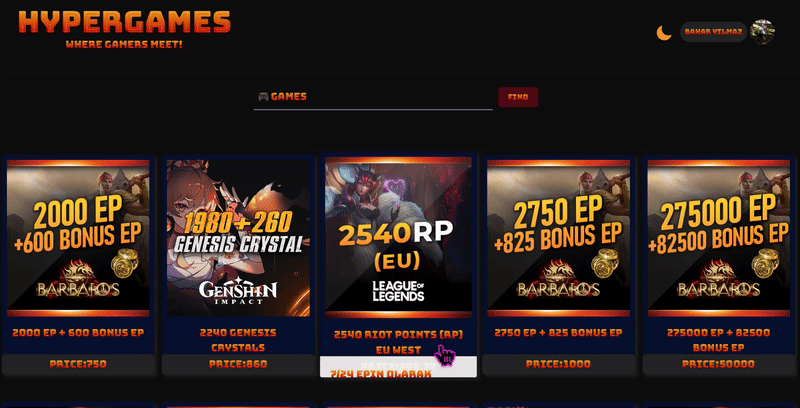 HYPERGAMES
WHERE GAMERS MEET!
BAHAR YILMAZ
GAMES
FIND
2000 EP
+600 BONUS EP
BARBAROS
2000 EP + 600 BONUS EP
PRICE:750
1980+260
GENESIS CRYSTAL
GENSHIN
IMPACT
2240 GENESIS
CRYSTALS
PRICE:860
2540RP
(EU)
LEAGUE OF
LEGENDS
2540 RIOT POINTS (RP)
EU WEST
7/24 EPIN OLARAK
2750 EP
+825 BONUS EP
BARBAROS
2750 EP + 825 BONUS EP
PRICE:1000
275000 EP
+82500 BONUS EP
BARBAROS
275000 EP + 82500
BONUS EP
PRICE:50000